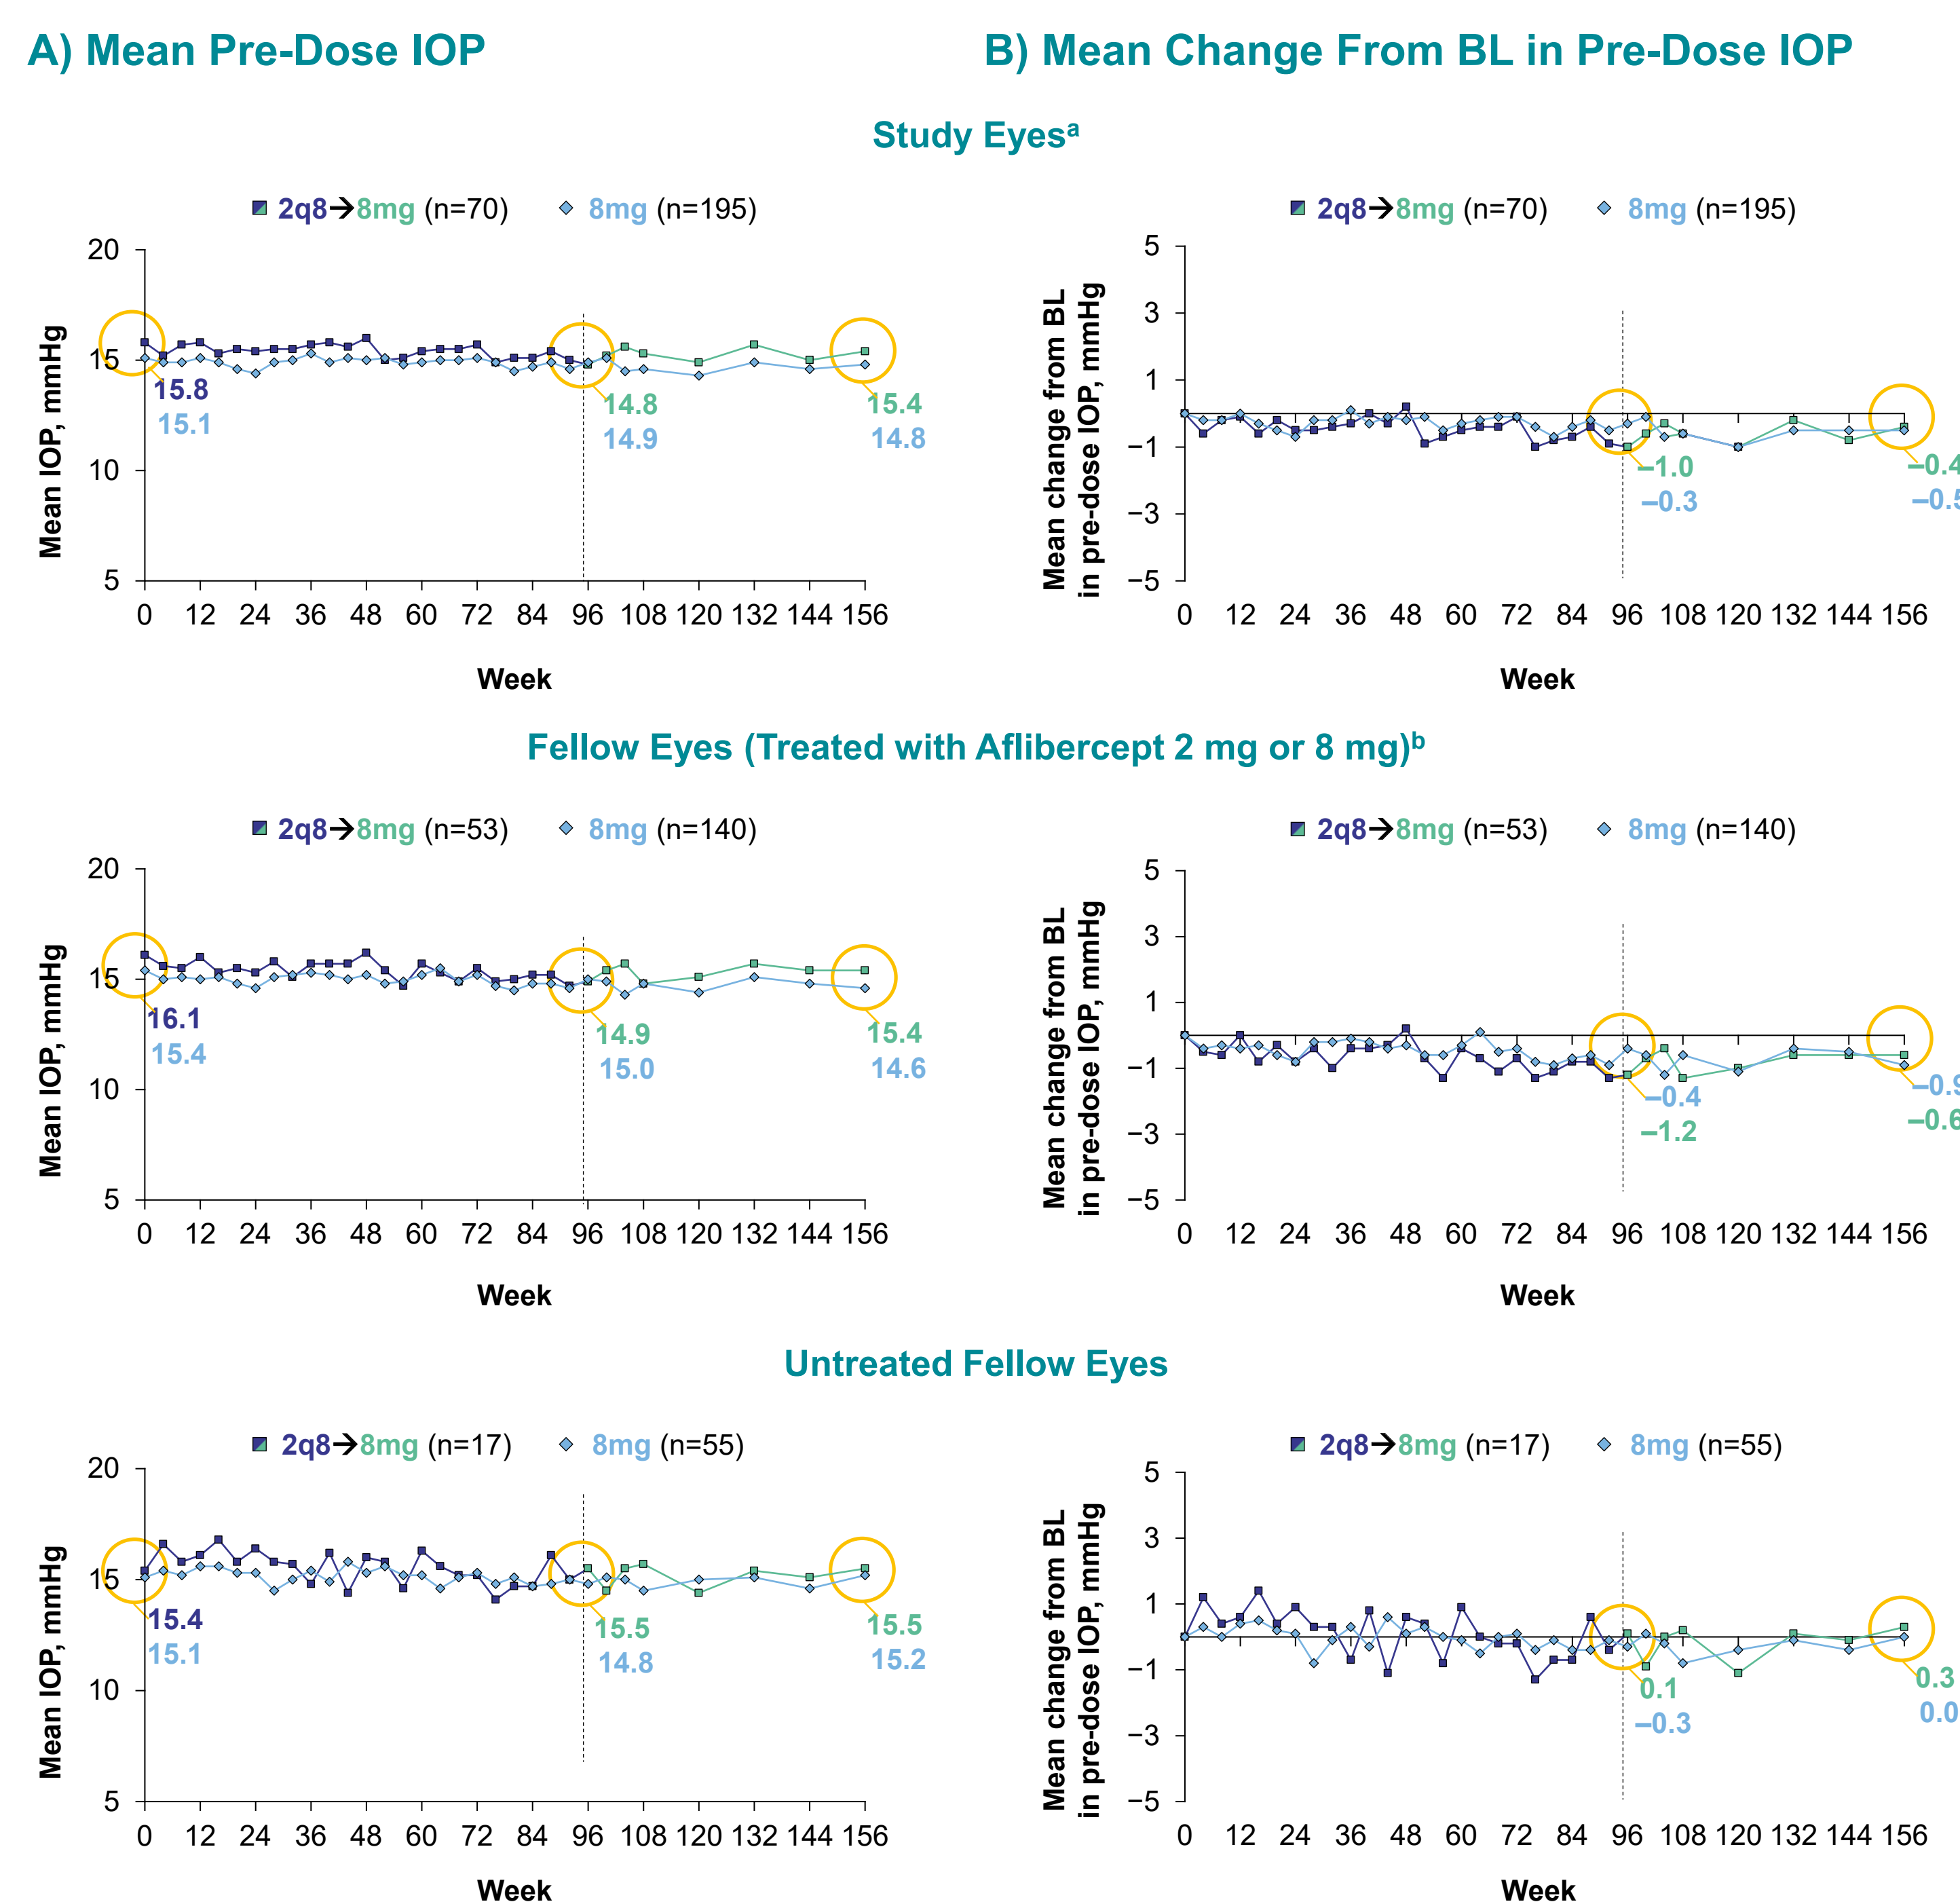 A) Mean Pre-Dose IOP
B) Mean Change From BL in Pre-Dose IOP
Study Eyesᵃ
2q8→8mg (n=70) 8mg (n=195)
20
15
10
5
Mean IOP, mmHg
15.8
15.1
14.8
14.9
15.4
14.8
0 12 24 36 48 60 72 84 96 108 120 132 144 156
Week
2q8→8mg (n=70) 8mg (n=195)
5
3
1
−1
−3
−5
Mean change from BL
in pre-dose IOP, mmHg
–1.0
–0.3
–0.4
–0.5
0 12 24 36 48 60 72 84 96 108 120 132 144 156
Week
Fellow Eyes (Treated with Aflibercept 2 mg or 8 mg)ᵇ
2q8→8mg (n=53) 8mg (n=140)
20
15
10
5
Mean IOP, mmHg
16.1
15.4
14.9
15.0
15.4
14.6
0 12 24 36 48 60 72 84 96 108 120 132 144 156
Week
2q8→8mg (n=53) 8mg (n=140)
5
3
1
−1
−3
−5
Mean change from BL
in pre-dose IOP, mmHg
–0.4
–1.2
–0.9
–0.6
0 12 24 36 48 60 72 84 96 108 120 132 144 156
Week
Untreated Fellow Eyes
2q8→8mg (n=17) 8mg (n=55)
20
15
10
5
Mean IOP, mmHg
15.4
15.1
15.5
14.8
15.5
15.2
0 12 24 36 48 60 72 84 96 108 120 132 144 156
Week
2q8→8mg (n=17) 8mg (n=55)
5
3
1
−1
−3
−5
Mean change from BL
in pre-dose IOP, mmHg
0.1
–0.3
0.3
0.0
0 12 24 36 48 60 72 84 96 108 120 132 144 156
Week